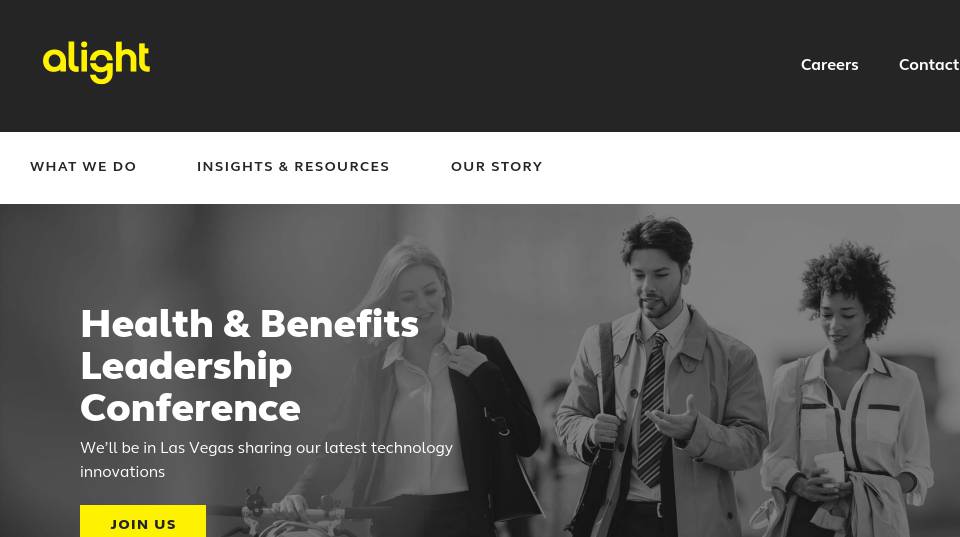 alight
Careers
Contact
WHAT WE DO
INSIGHTS & RESOURCES
OUR STORY
Health & Benefits
Leadership
Conference
We'll be in Las Vegas sharing our latest technology
innovations
JOIN US